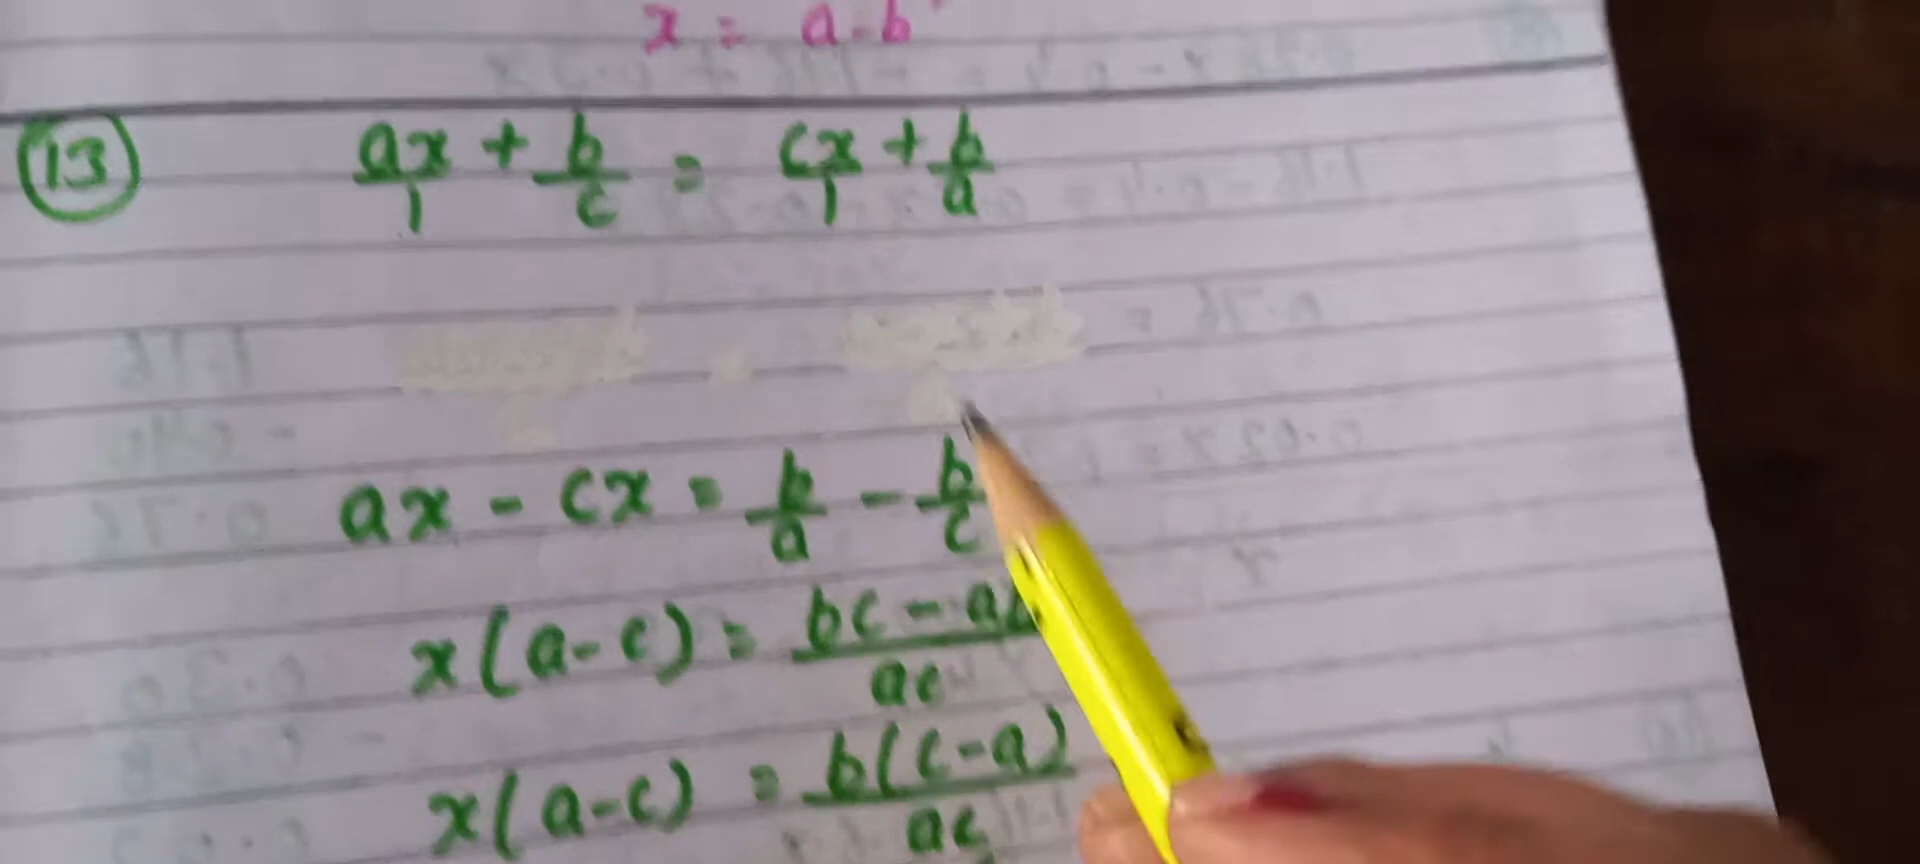 x = a-b
13 ax/1 + b/c = cx/1 + b/a
ax - cx = b/a - b/c
x(a-c) = bc - ab/ac
x(a-c) = b(c-a)/ac